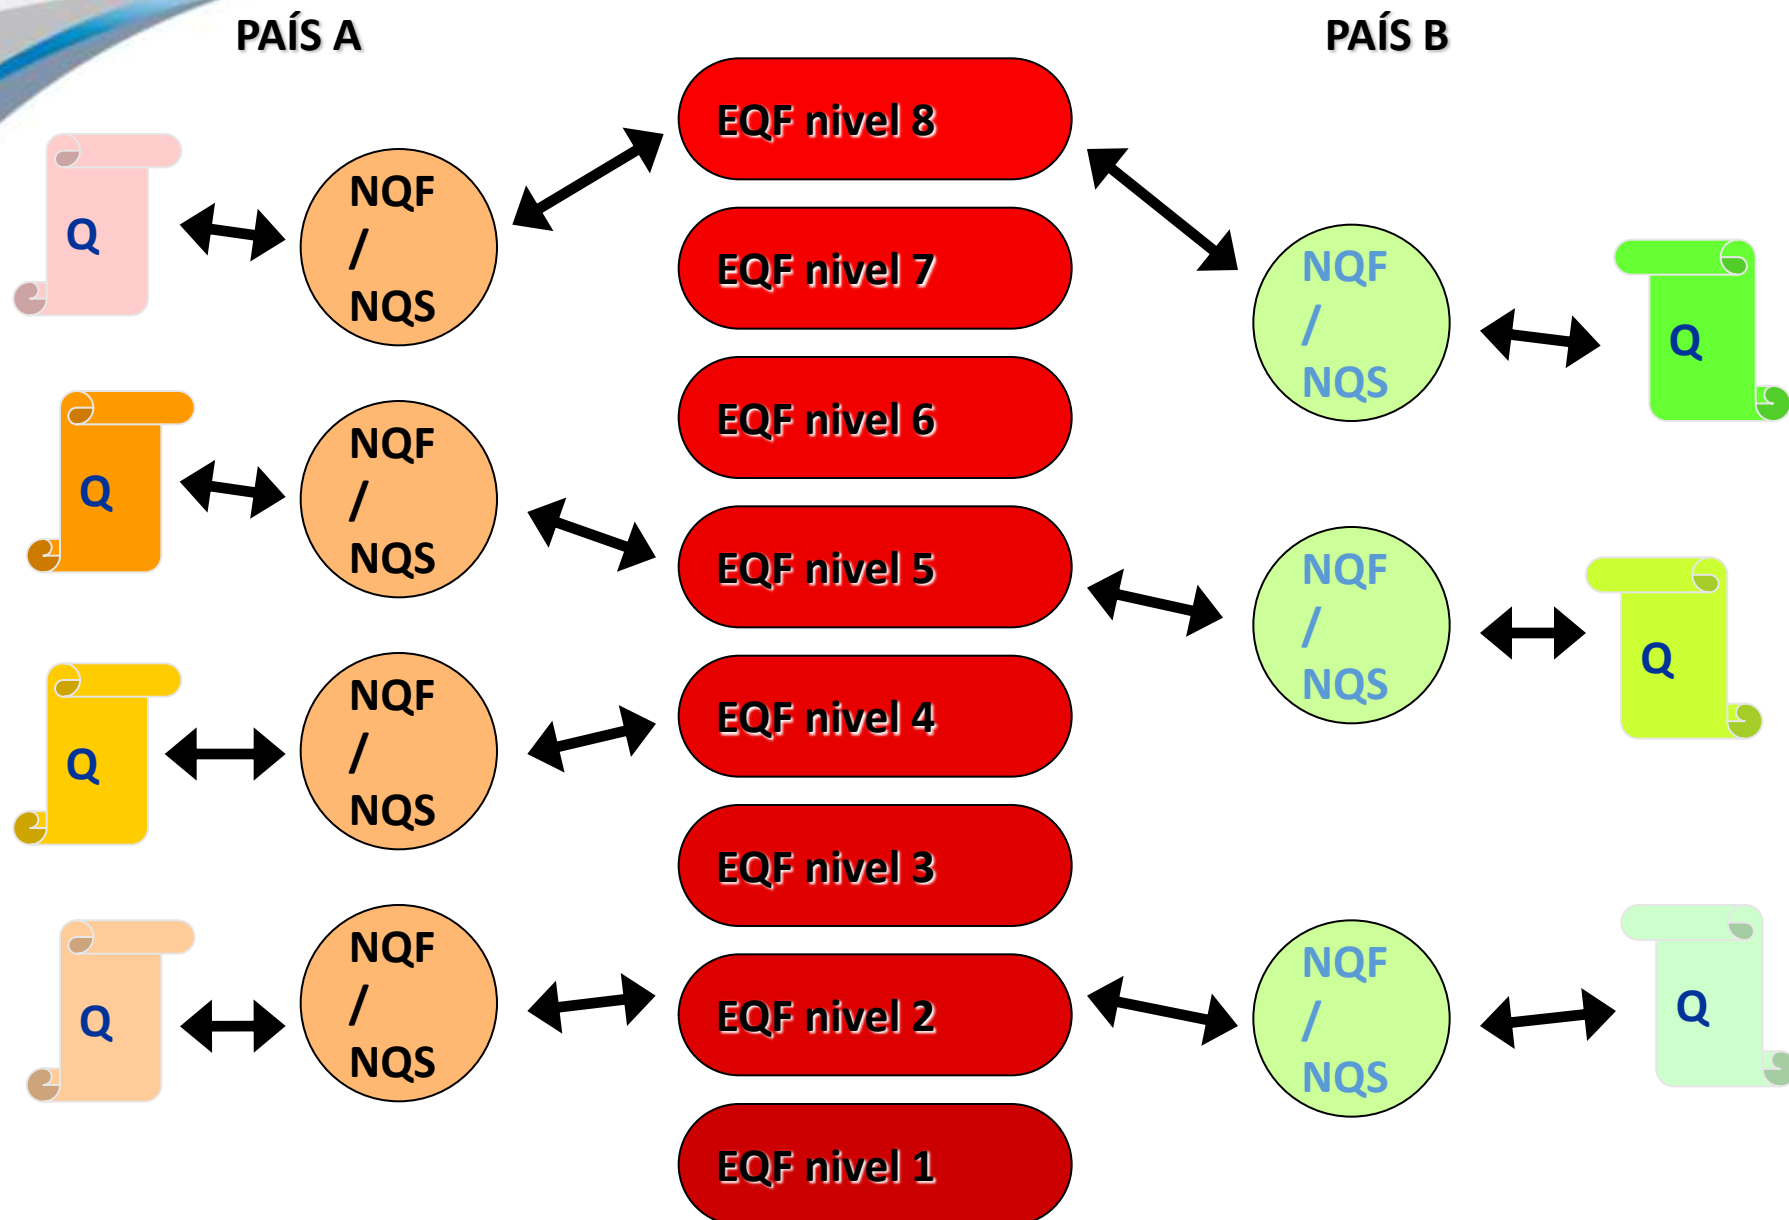 PAÍS A
PAÍS B
EQF nivel 8
EQF nivel 7
EQF nivel 6
EQF nivel 5
EQF nivel 4
EQF nivel 3
EQF nivel 2
EQF nivel 1
Q
NQF
/
NQS
Q
NQF
/
NQS
Q
NQF
/
NQS
Q
NQF
/
NQS
NQF
/
NQS
Q
NQF
/
NQS
Q
NQF
/
NQS
Q